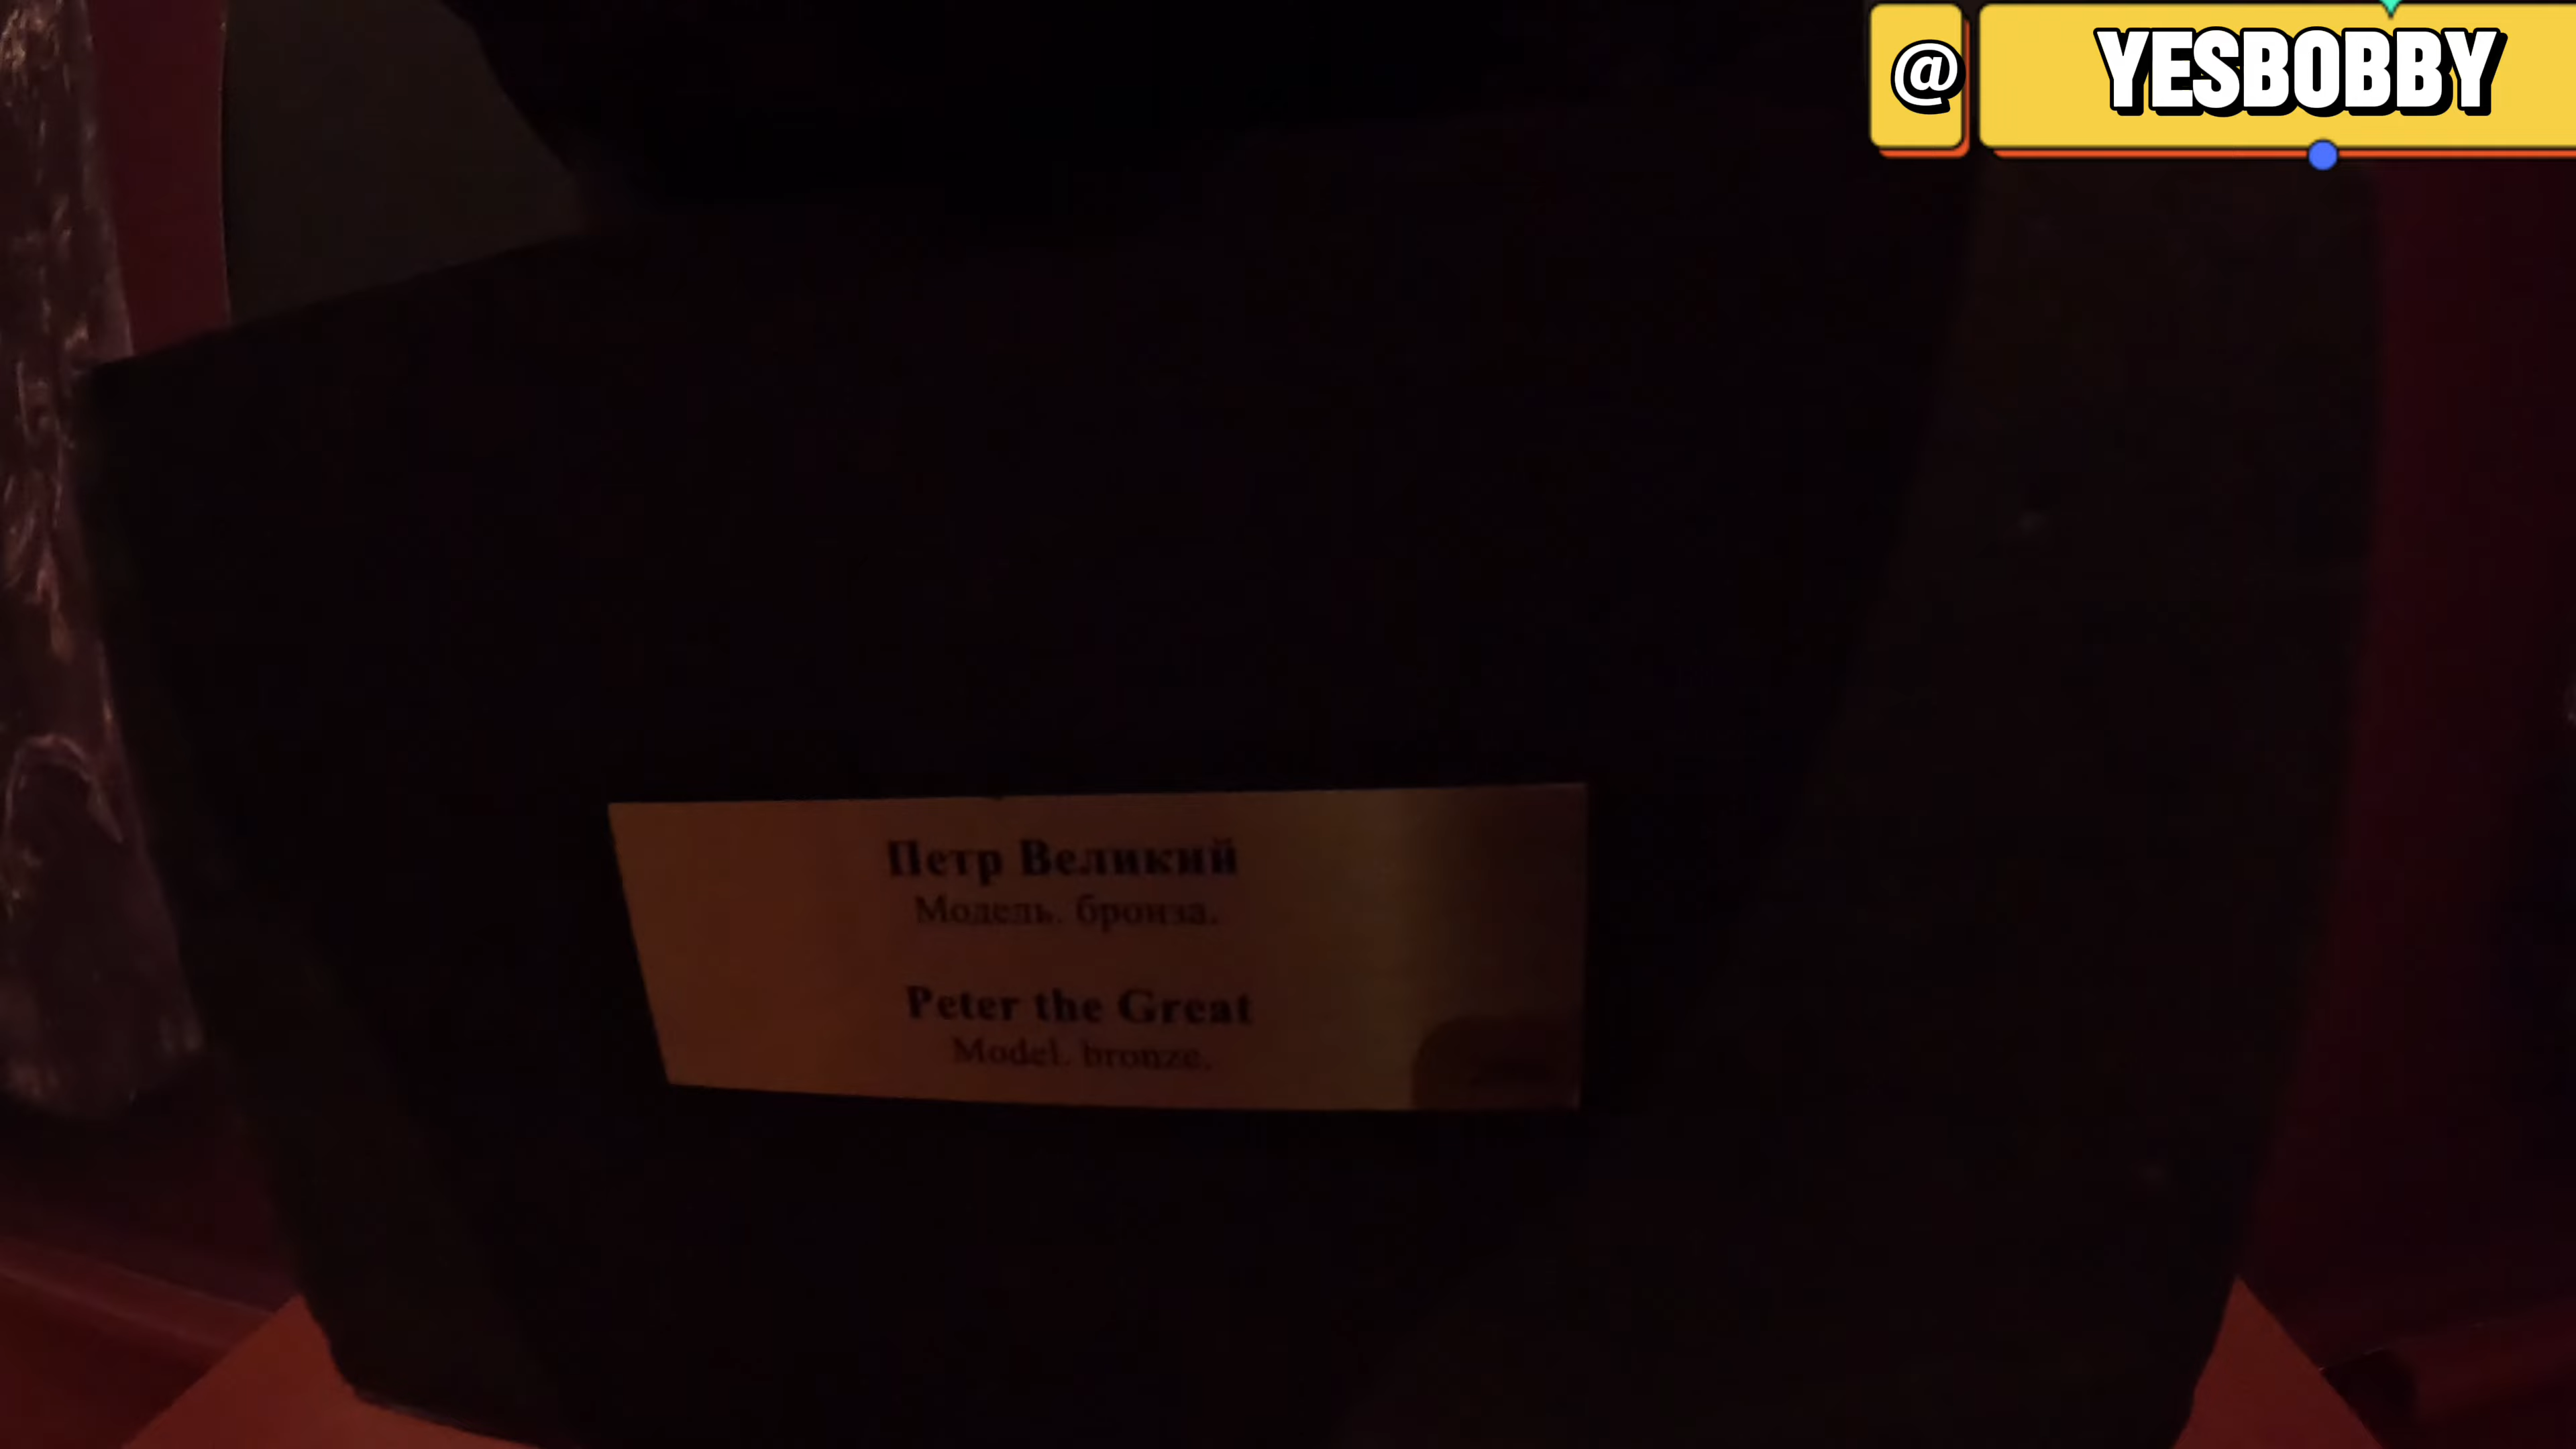 @ YESBOBBY
Петр Великий
Модель. бронза.
Peter the Great
Model. bronze.